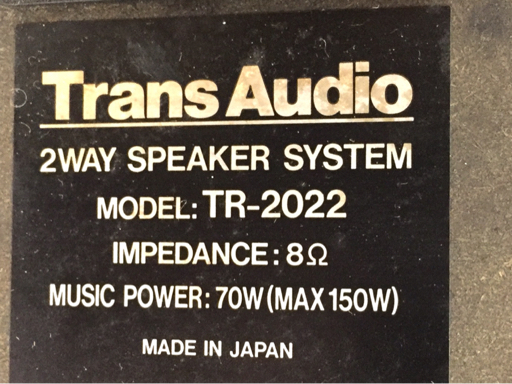 Trans Audio
2WAY SPEAKER SYSTEM
MODEL: TR-2022
IMPEDANCE: 8Ω
MUSIC POWER: 70W (MAX 150W)
MADE IN JAPAN